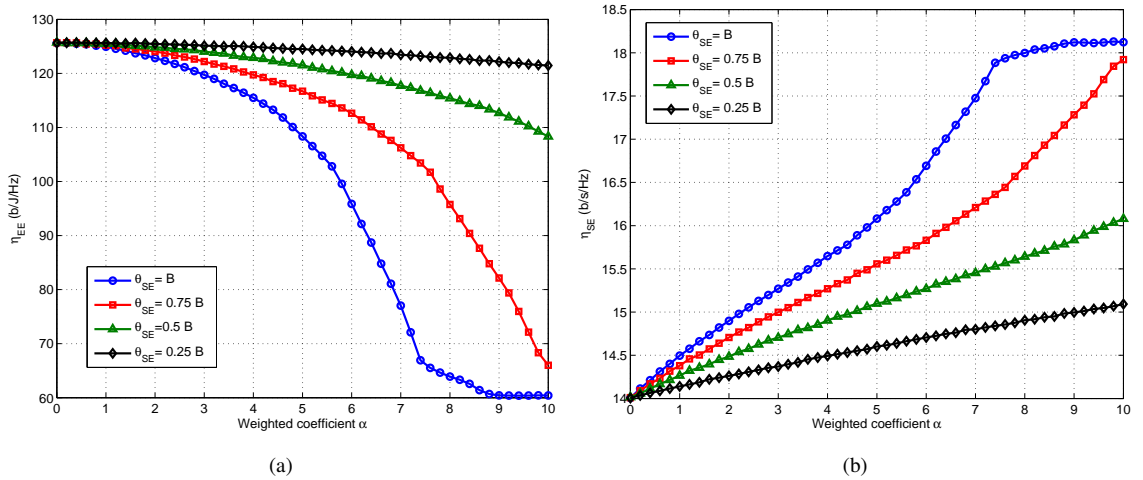 130
120
110
100
90
80
70
60
η_EE (b/J/Hz)
θ_SE= B
θ_SE= 0.75 B
θ_SE=0.5 B
θ_SE= 0.25 B
0 1 2 3 4 5 6 7 8 9 10
Weighted coefficient α
(a)
18.5
18
17.5
17
16.5
16
15.5
15
14.5
14
η_SE (b/s/Hz)
θ_SE= B
θ_SE= 0.75 B
θ_SE= 0.5 B
θ_SE= 0.25 B
0 1 2 3 4 5 6 7 8 9 10
Weighted coefficient α
(b)